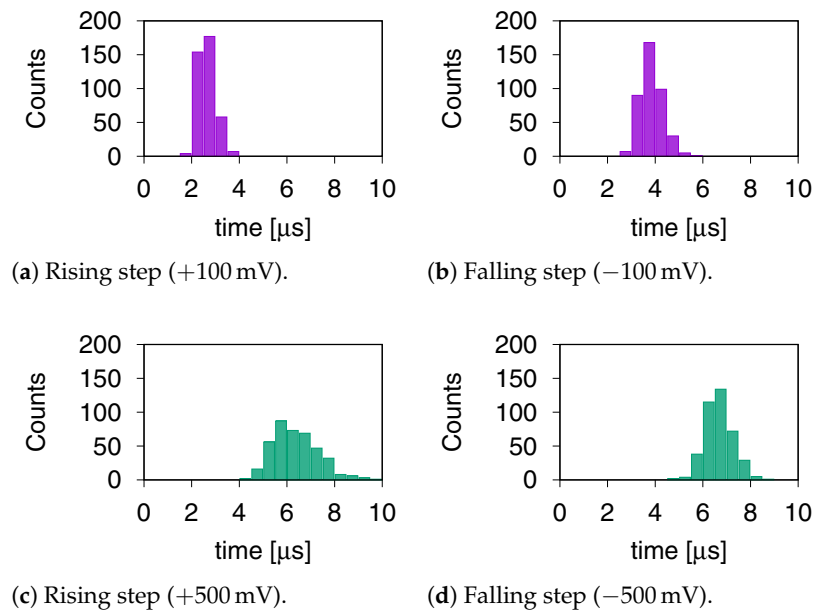 200
150
100
50
0
Counts
0 2 4 6 8 10
time [μs]
(a) Rising step (+100 mV).
200
150
100
50
0
Counts
0 2 4 6 8 10
time [μs]
(b) Falling step (−100 mV).
200
150
100
50
0
Counts
0 2 4 6 8 10
time [μs]
(c) Rising step (+500 mV).
200
150
100
50
0
Counts
0 2 4 6 8 10
time [μs]
(d) Falling step (−500 mV).